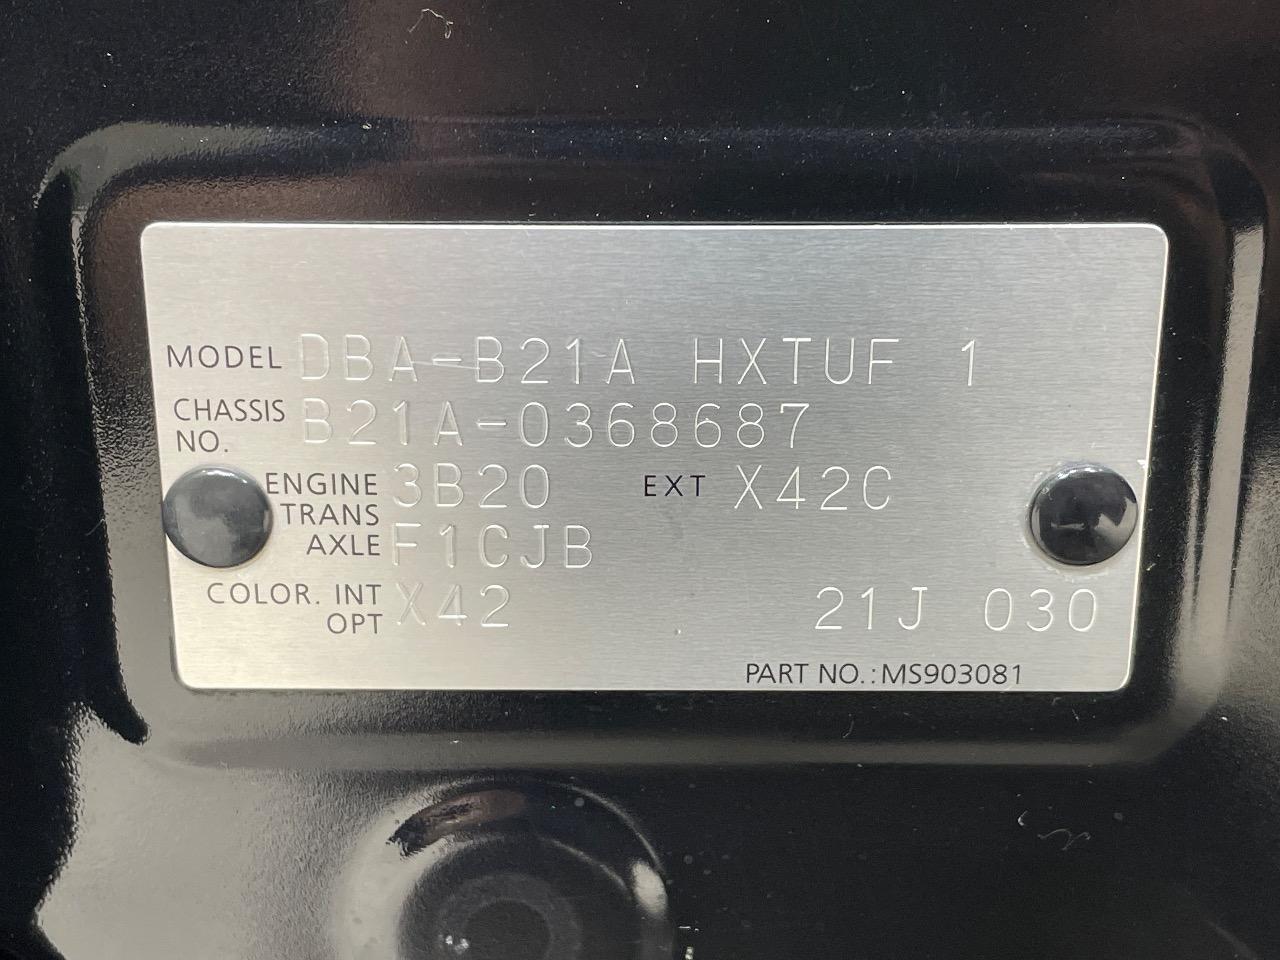 MODEL DBA-B21A HXTUF 1
CHASSIS NO. B21A-0368687
ENGINE 3B20 EXT X42C
TRANS AXLE F1CJB
COLOR. INT OPT X42 21J 030
PART NO.:MS903081